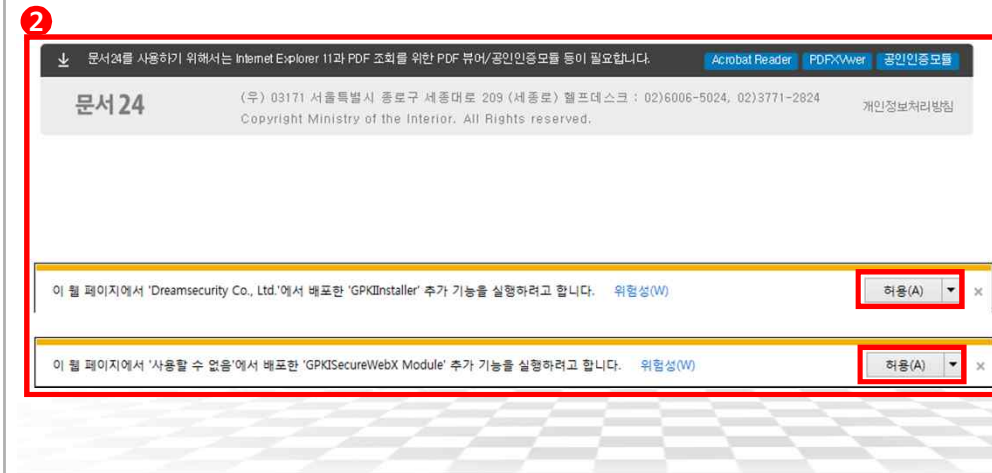 2
문서24를 사용하기 위해서는 Internet Explorer 11과 PDF 조회를 위한 PDF 뷰어/공인인증모듈 등이 필요합니다. Acrobat Reader PDFXVwer 공인인증모듈
문서24 (우) 03171 서울특별시 종로구 세종대로 209 (세종로) 헬프데스크 : 02)6006-5024, 02)3771-2824 개인정보처리방침
Copyright Ministry of the Interior. All Rights reserved.
이 웹 페이지에서 'Dreamsecurity Co., Ltd.'에서 배포한 'GPKIInstaller' 추가 기능을 실행하려고 합니다. 위험성(W) 허용(A) ×
이 웹 페이지에서 '사용할 수 없음'에서 배포한 'GPKISecureWebX Module' 추가 기능을 실행하려고 합니다. 위험성(W) 허용(A) ×